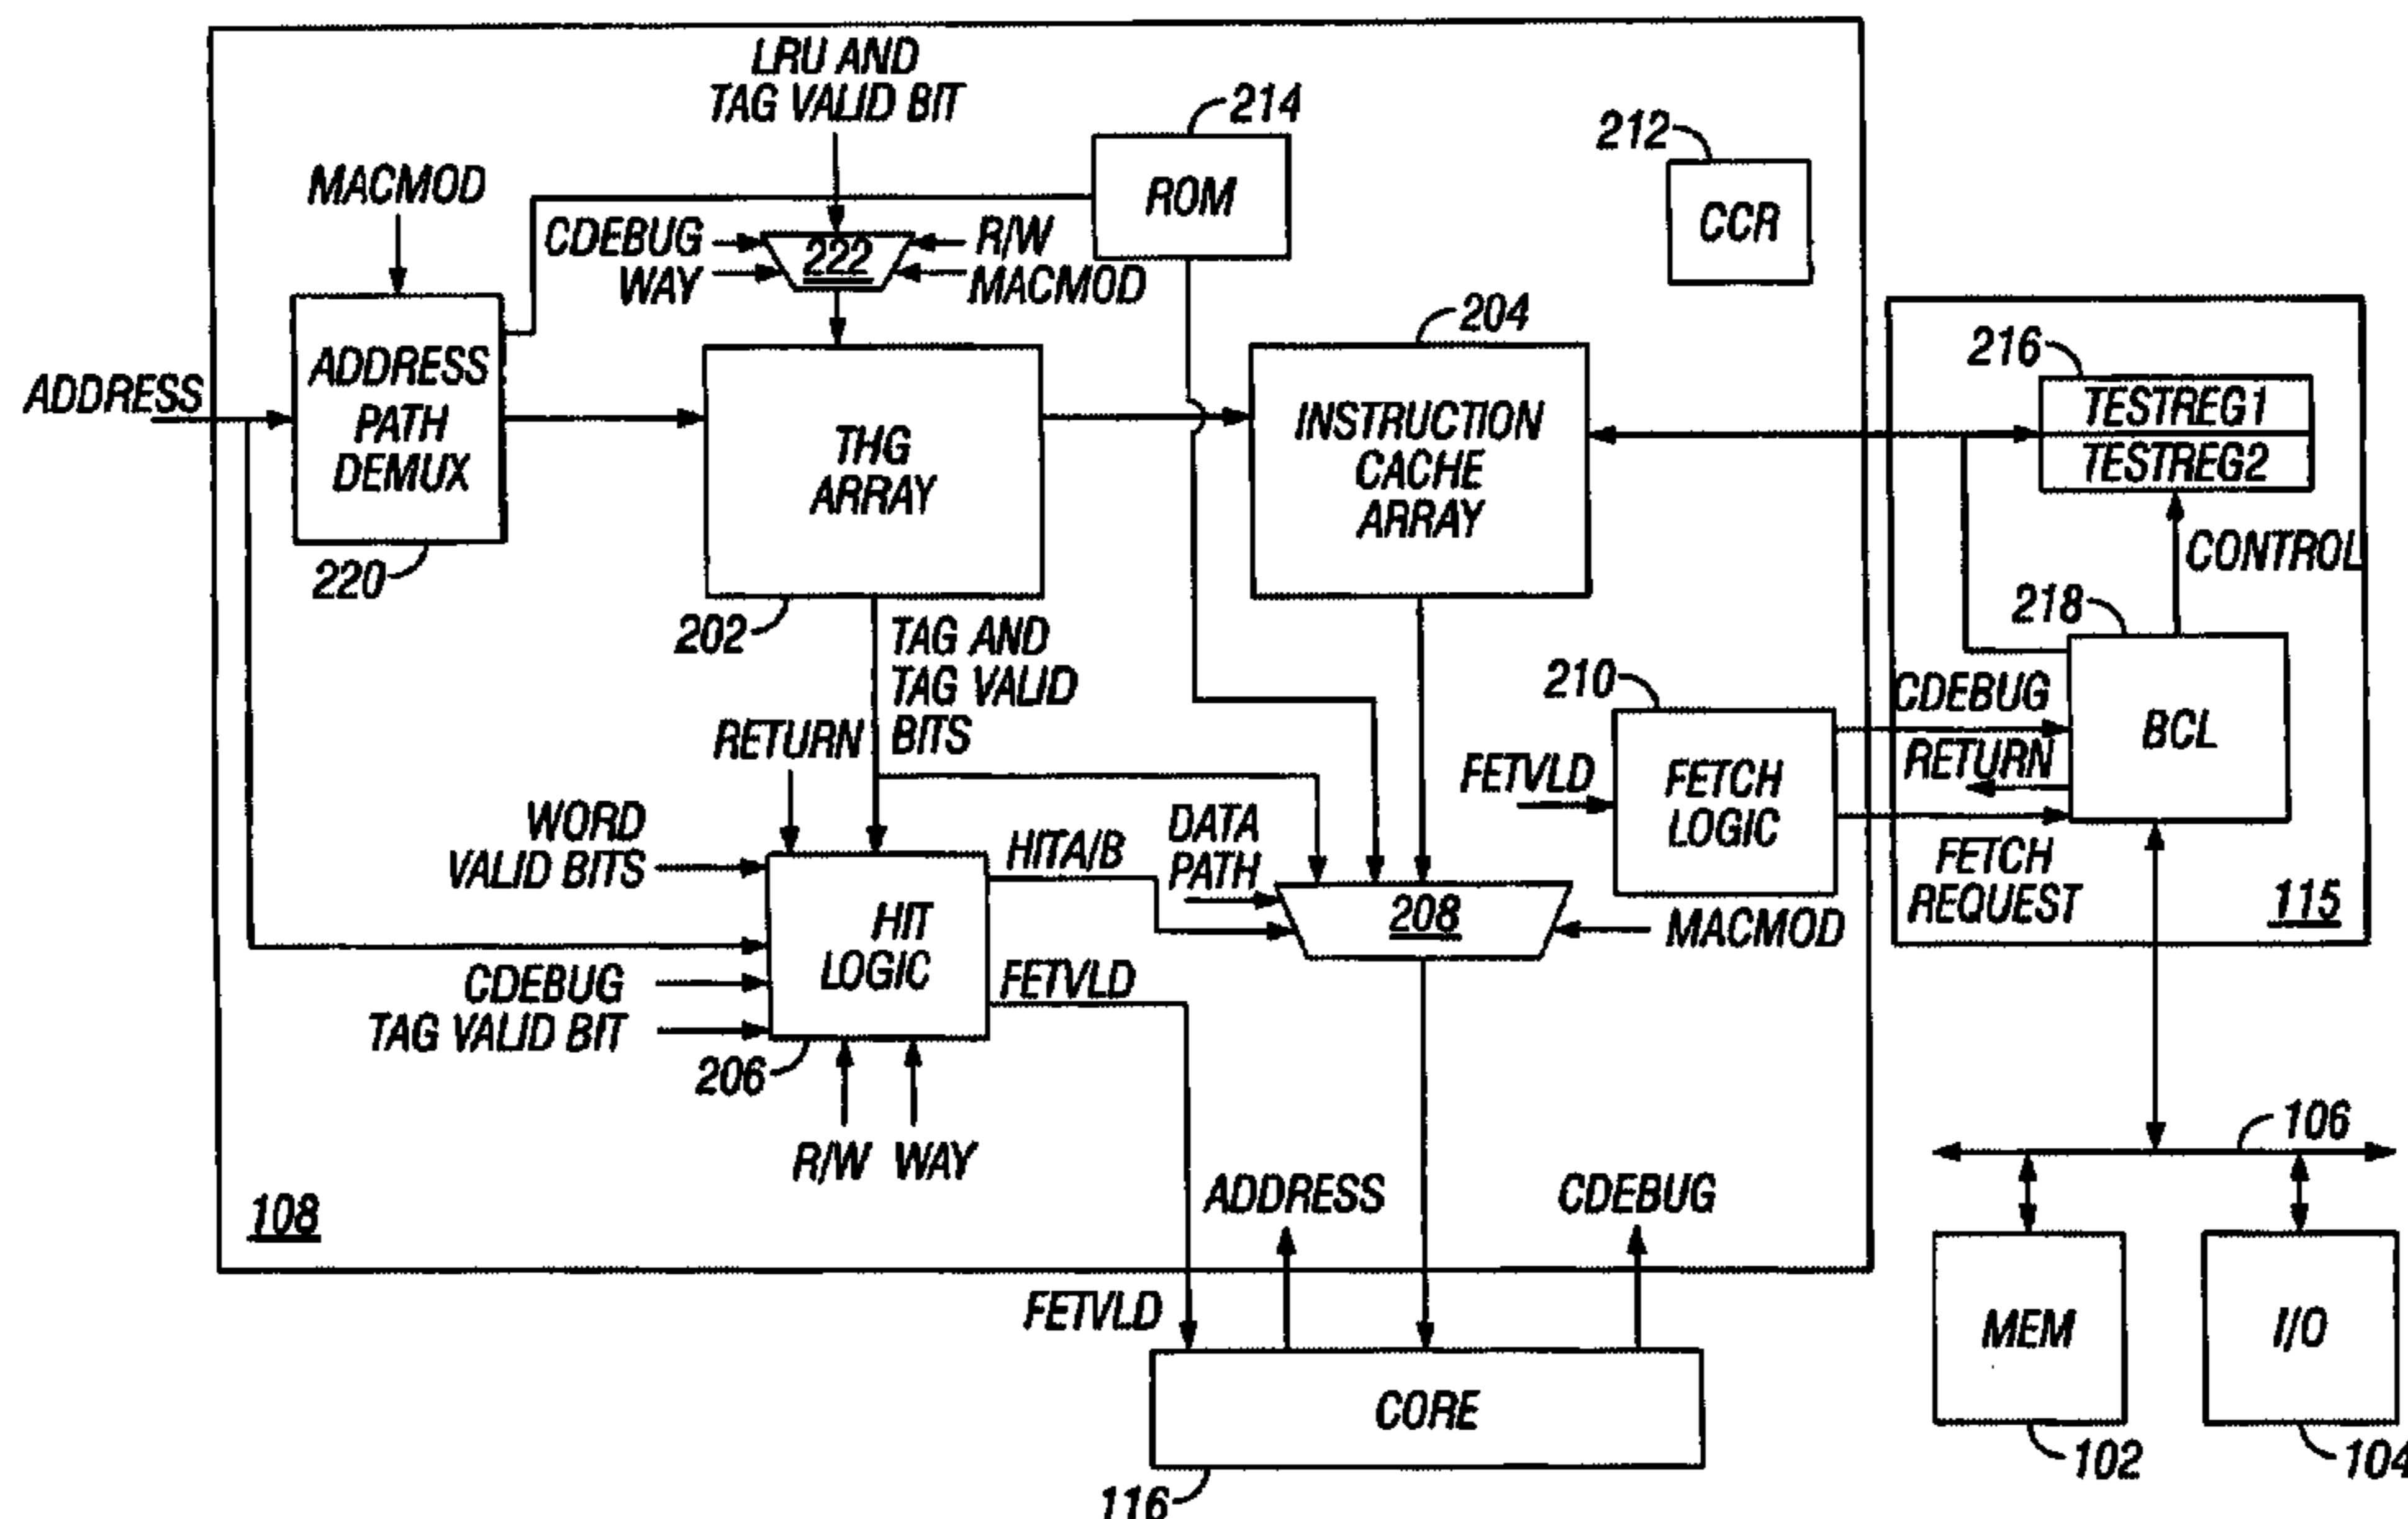 LRU AND
TAG VALID BIT
214
212
MACMOD
ROM
CCR
CDEBUG
WAY
222
R/W
MACMOD
204
216
ADDRESS
ADDRESS
PATH
DEMUX
THG
ARRAY
INSTRUCTION
CACHE
ARRAY
TESTREG1
TESTREG2
CONTROL
220
202
218
TAG AND
TAG VALID
BITS
210
CDEBUG
BCL
RETURN
RETURN
FETVLD
FETCH
LOGIC
WORD
VALID BITS
HITA/B
DATA
PATH
FETCH
REQUEST
115
HIT
LOGIC
208
MACMOD
CDEBUG
TAG VALID BIT
FETVLD
206
R/W WAY
106
108
ADDRESS
CDEBUG
FETVLD
CORE
MEM
I/O
116
102
104